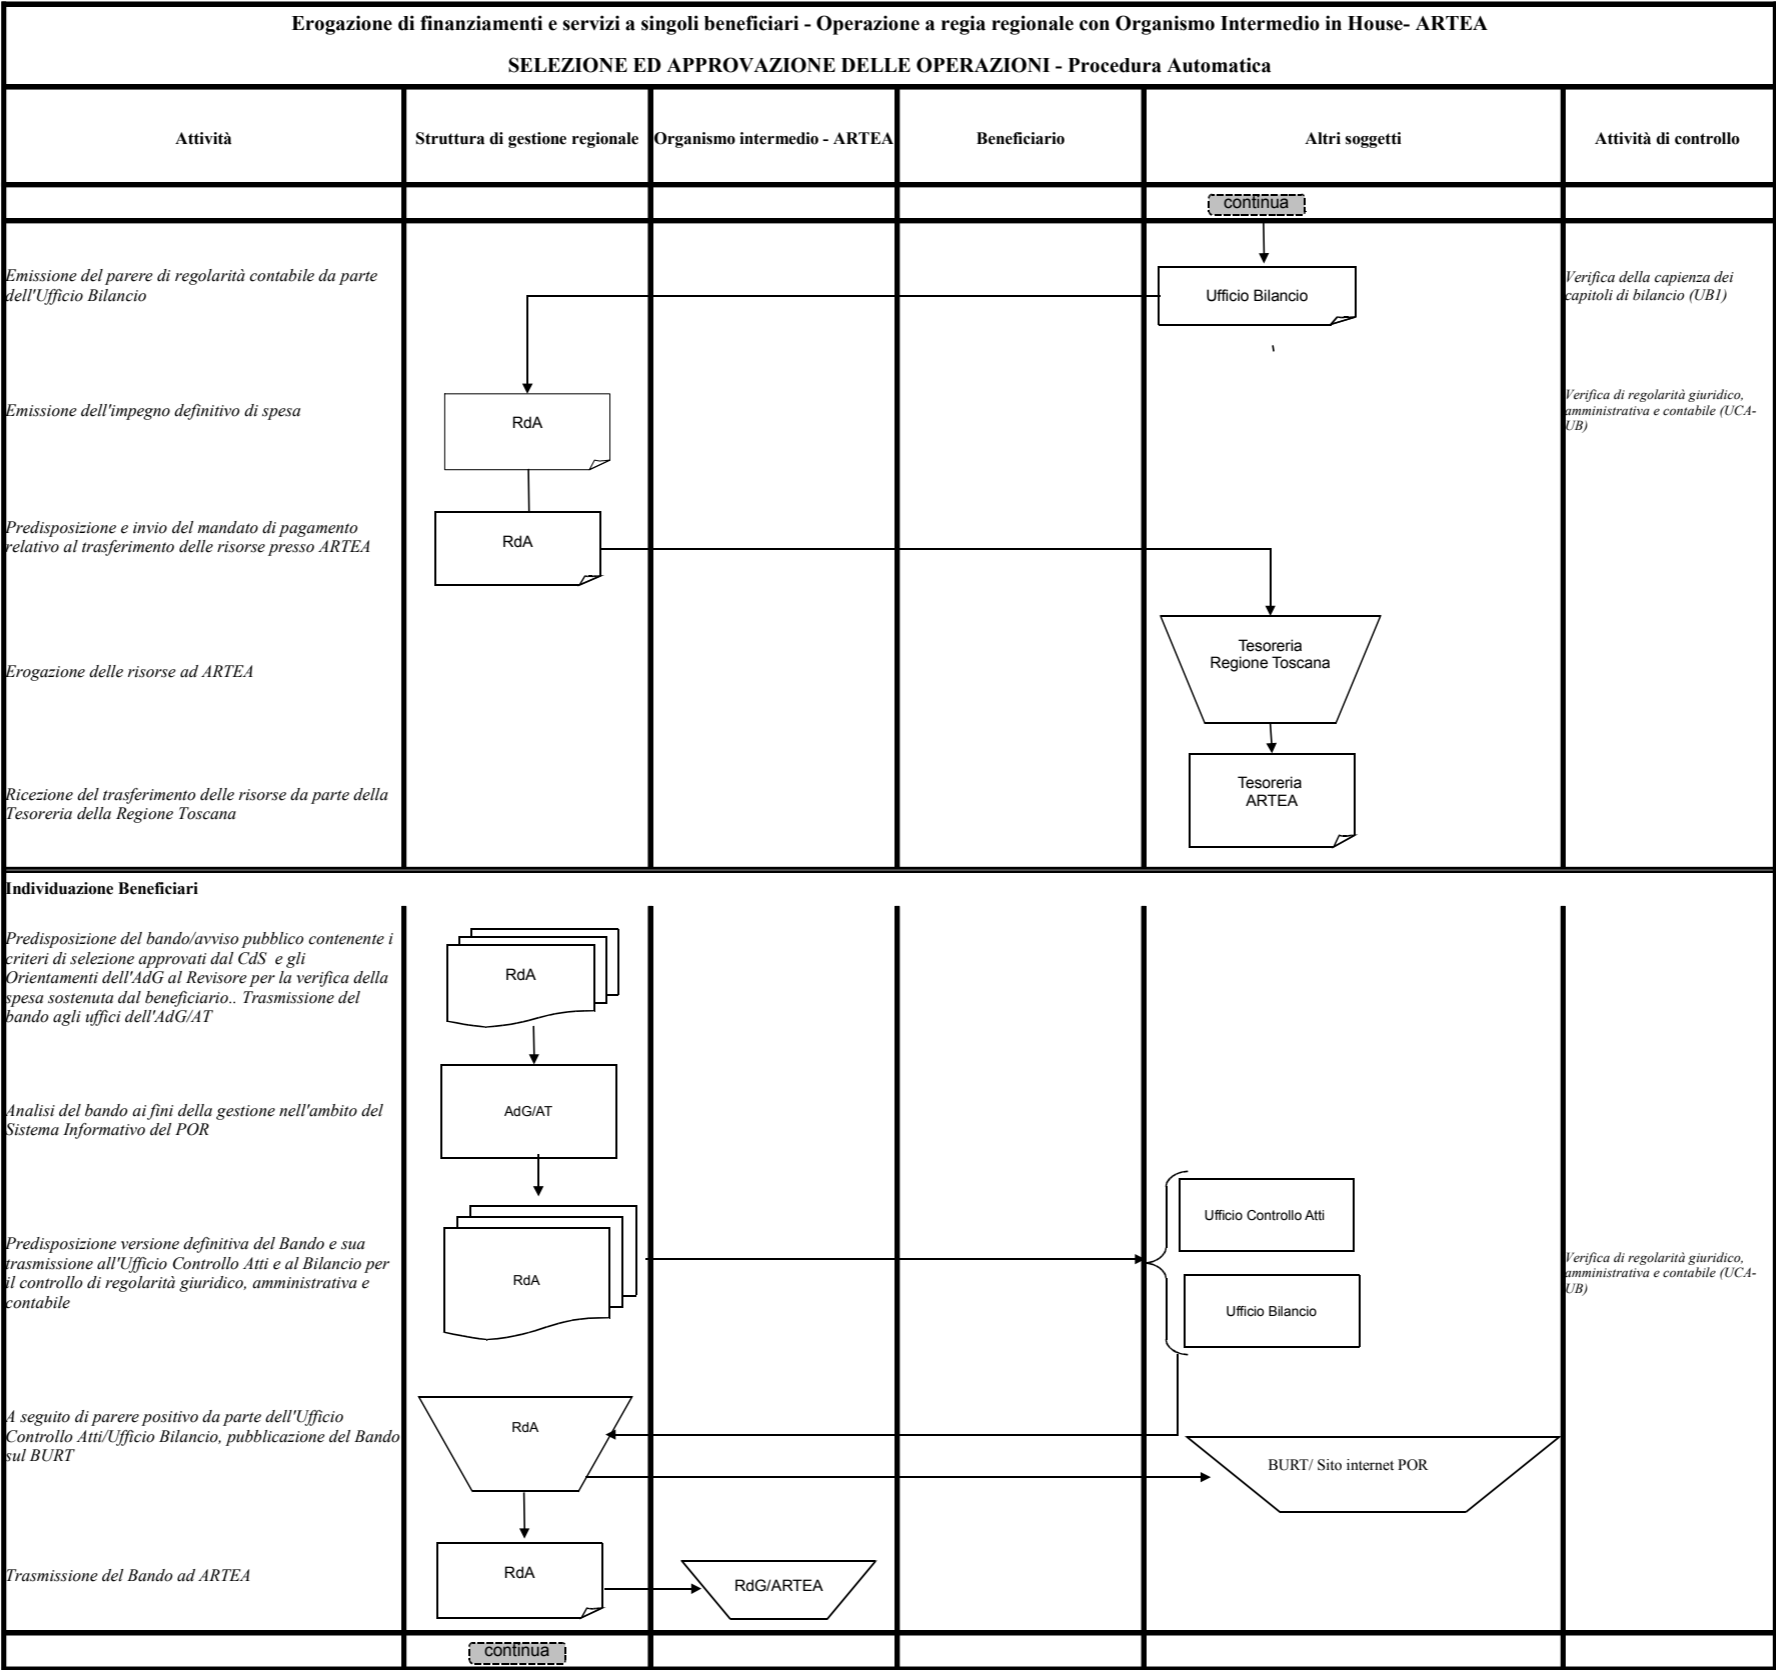 Erogazione di finanziamenti e servizi a singoli beneficiari - Operazione a regia regionale con Organismo Intermedio in House- ARTEA
SELEZIONE ED APPROVAZIONE DELLE OPERAZIONI - Procedura Automatica
Attività
Struttura di gestione regionale
Organismo intermedio - ARTEA
Beneficiario
Altri soggetti
Attività di controllo
continua
Emissione del parere di regolarità contabile da parte
dell'Ufficio Bilancio
Ufficio Bilancio
Verifica della capienza dei
capitoli di bilancio (UB1)
Emissione dell'impegno definitivo di spesa
RdA
Verifica di regolarità giuridico,
amministrativa e contabile (UCA-
UB)
Predisposizione e invio del mandato di pagamento
relativo al trasferimento delle risorse presso ARTEA
RdA
Erogazione delle risorse ad ARTEA
Tesoreria
Regione Toscana
Ricezione del trasferimento delle risorse da parte della
Tesoreria della Regione Toscana
Tesoreria
ARTEA
Individuazione Beneficiari
Predisposizione del bando/avviso pubblico contenente i
criteri di selezione approvati dal CdS e gli
Orientamenti dell'AdG al Revisore per la verifica della
spesa sostenuta dal beneficiario.. Trasmissione del
bando agli uffici dell'AdG/AT
RdA
Analisi del bando ai fini della gestione nell'ambito del
Sistema Informativo del POR
AdG/AT
Predisposizione versione definitiva del Bando e sua
trasmissione all'Ufficio Controllo Atti e al Bilancio per
il controllo di regolarità giuridico, amministrativa e
contabile
RdA
Ufficio Controllo Atti
Ufficio Bilancio
Verifica di regolarità giuridico,
amministrativa e contabile (UCA-
UB)
A seguito di parere positivo da parte dell'Ufficio
Controllo Atti/Ufficio Bilancio, pubblicazione del Bando
sul BURT
RdA
BURT/ Sito internet POR
Trasmissione del Bando ad ARTEA
RdA
RdG/ARTEA
continua